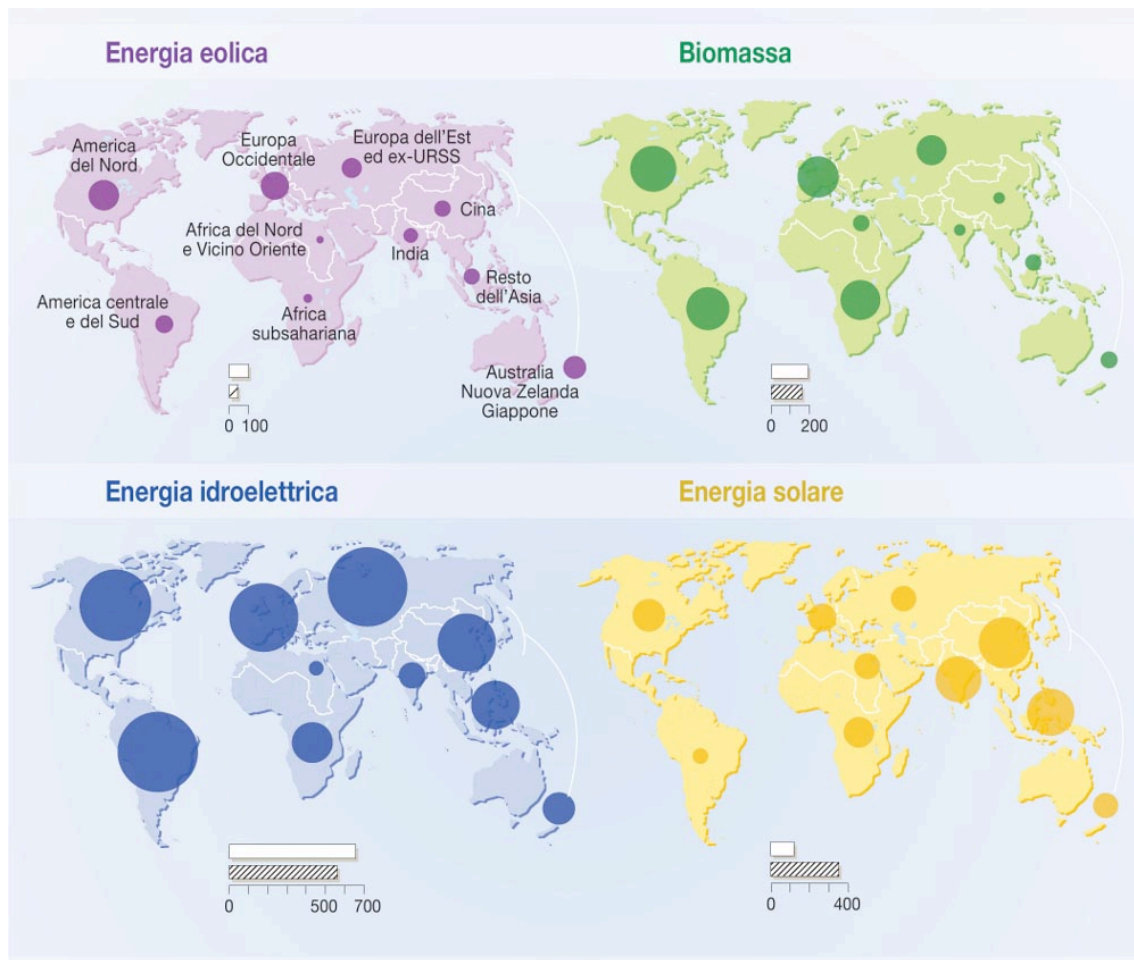 Energia eolica
America
del Nord
Europa
Occidentale
Europa dell'Est
ed ex-URSS
Cina
Africa del Nord
e Vicino Oriente
India
Resto
dell'Asia
America centrale
e del Sud
Africa
subsahariana
Australia
Nuova Zelanda
Giappone
0 100
Biomassa
0 200
Energia idroelettrica
0 500 700
Energia solare
0 400